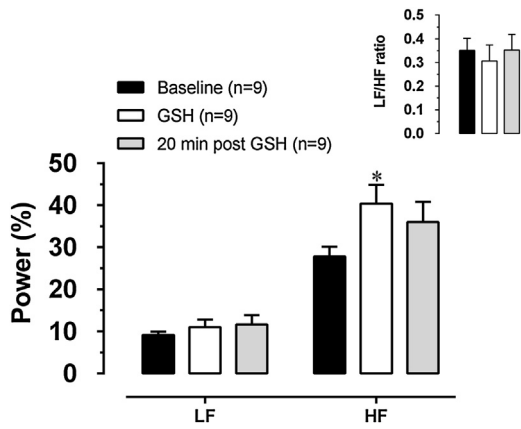 0.5
0.4
0.3
0.2
0.1
0.0
LF/HF ratio
Baseline (n=9)
GSH (n=9)
20 min post GSH (n=9)
50
40
30
20
10
0
Power (%)
*
LF
HF